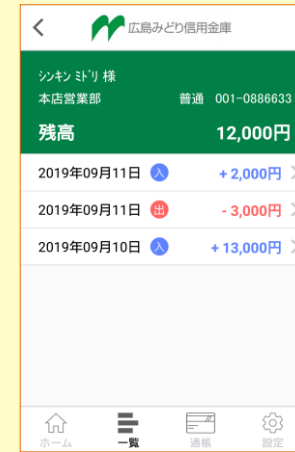 広島みどり信用金庫
シンキン ミドリ 様
本店営業部 普通 001-0886633
残高 12,000円
2019年09月11日 入 + 2,000円
2019年09月11日 出 - 3,000円
2019年09月10日 入 + 13,000円
ホーム 一覧 通帳 設定